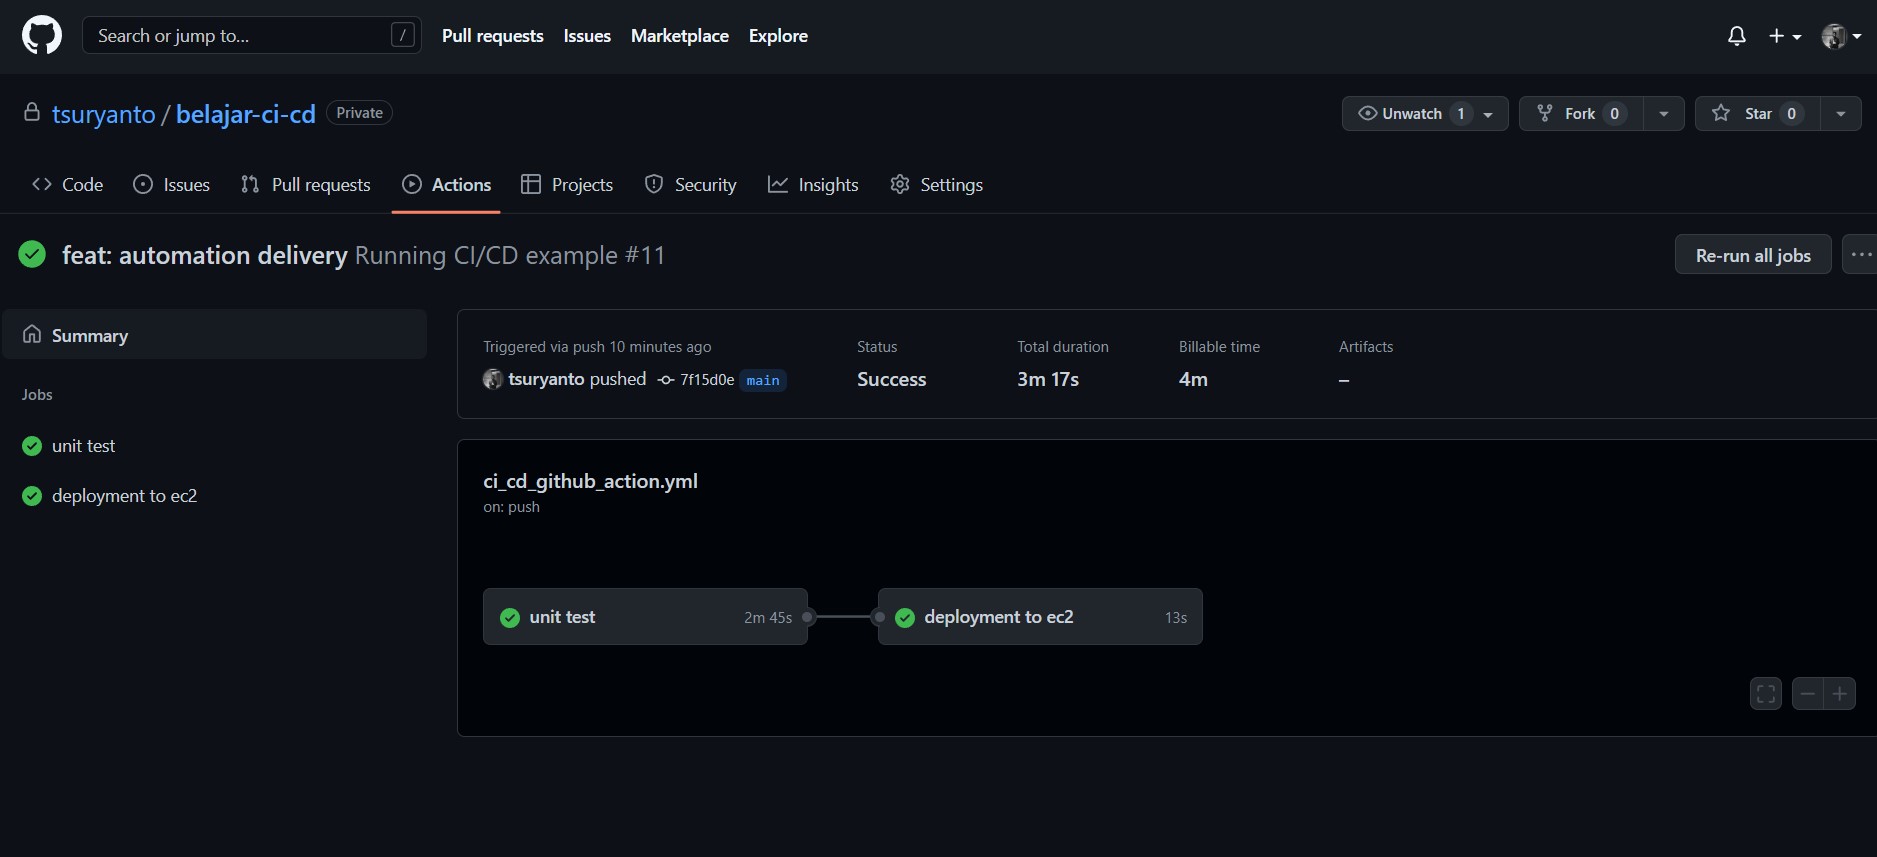 Search or jump to... / Pull requests Issues Marketplace Explore
tsuryanto / belajar-ci-cd Private Unwatch 1 Fork 0 Star 0
Code Issues Pull requests Actions Projects Security Insights Settings
feat: automation delivery Running CI/CD example #11 Re-run all jobs ...
Summary
Jobs
unit test
deployment to ec2
Triggered via push 10 minutes ago Status Total duration Billable time Artifacts
tsuryanto pushed 7f15d0e main Success 3m 17s 4m –
ci_cd_github_action.yml
on: push
unit test 2m 45s deployment to ec2 13s